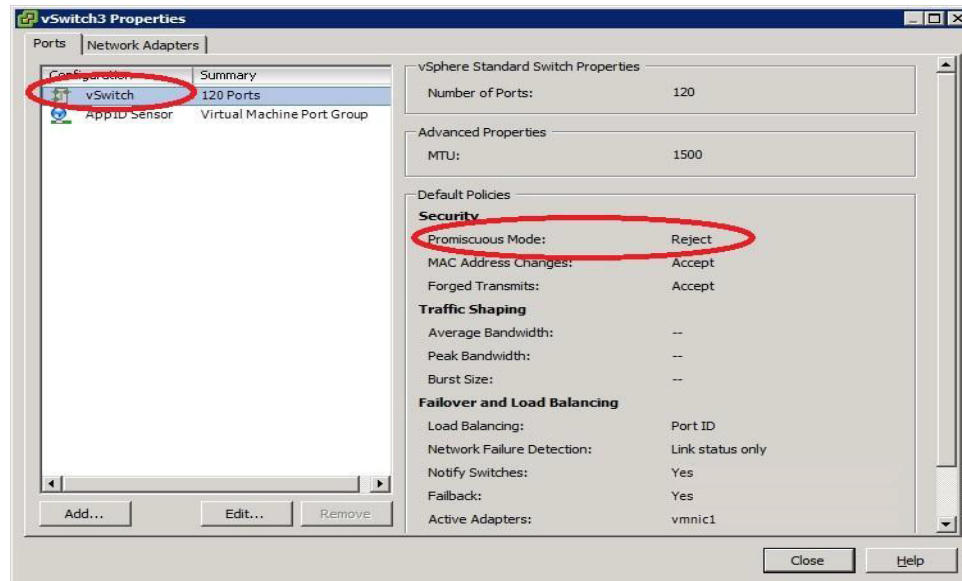 vSwitch3 Properties
Ports Network Adapters
Configuration Summary
vSwitch 120 Ports
AppID Sensor Virtual Machine Port Group
Add... Edit... Remove
vSphere Standard Switch Properties
Number of Ports: 120
Advanced Properties
MTU: 1500
Default Policies
Security
Promiscuous Mode: Reject
MAC Address Changes: Accept
Forged Transmits: Accept
Traffic Shaping
Average Bandwidth: --
Peak Bandwidth: --
Burst Size: --
Failover and Load Balancing
Load Balancing: Port ID
Network Failure Detection: Link status only
Notify Switches: Yes
Failback: Yes
Active Adapters: vmnic1
Close Help